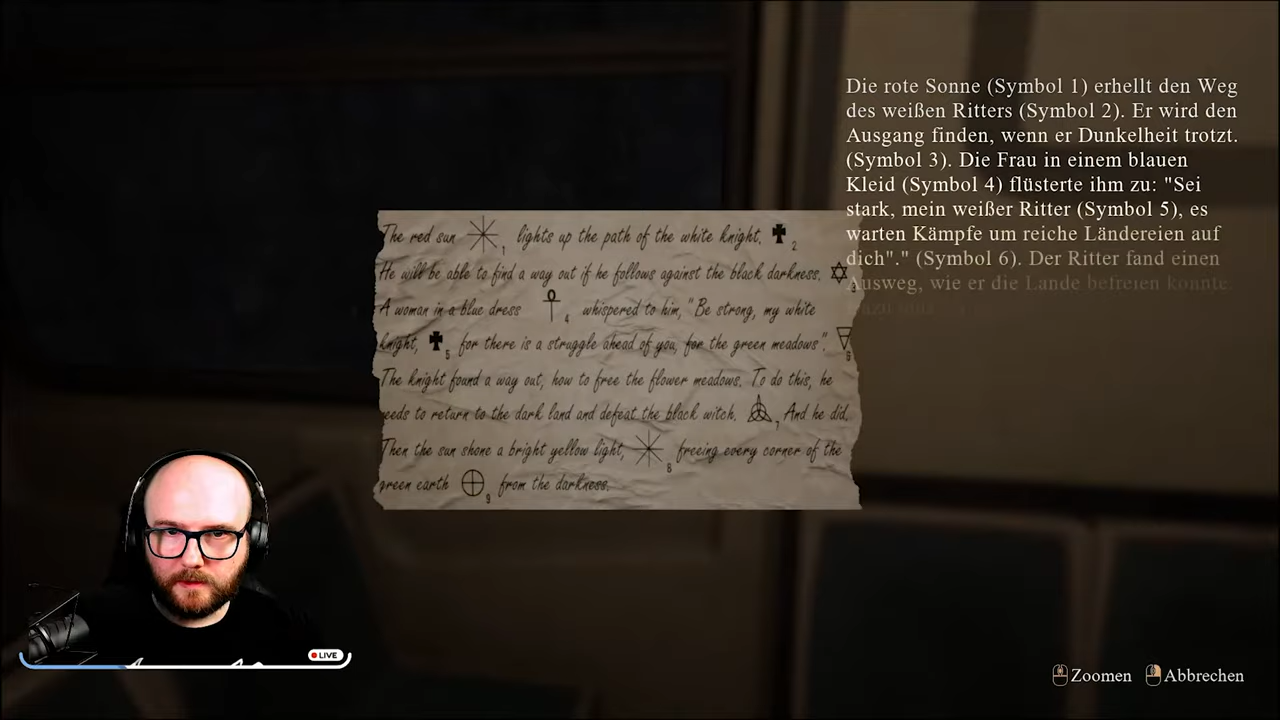 The red sun 1 lights up the path of the white knight. 2
He will be able to find a way out if he follows against the black darkness.
A woman in a blue dress 4 whispered to him, "Be strong, my white
knight, 5 for there is a struggle ahead of you, for the green meadows". 6
The knight found a way out, how to free the flower meadows. To do this, he
needs to return to the dark land and defeat the black witch. 7 And he did.
Then the sun shone a bright yellow light, 8 freeing every corner of the
green earth 9 from the darkness.
Die rote Sonne (Symbol 1) erhellt den Weg
des weißen Ritters (Symbol 2). Er wird den
Ausgang finden, wenn er Dunkelheit trotzt.
(Symbol 3). Die Frau in einem blauen
Kleid (Symbol 4) flüsterte ihm zu: "Sei
stark, mein weißer Ritter (Symbol 5), es
warten Kämpfe um reiche Ländereien auf
dich"." (Symbol 6). Der Ritter fand einen
Ausweg, wie er die Lande befreien konnte.
LIVE
Zoomen
Abbrechen